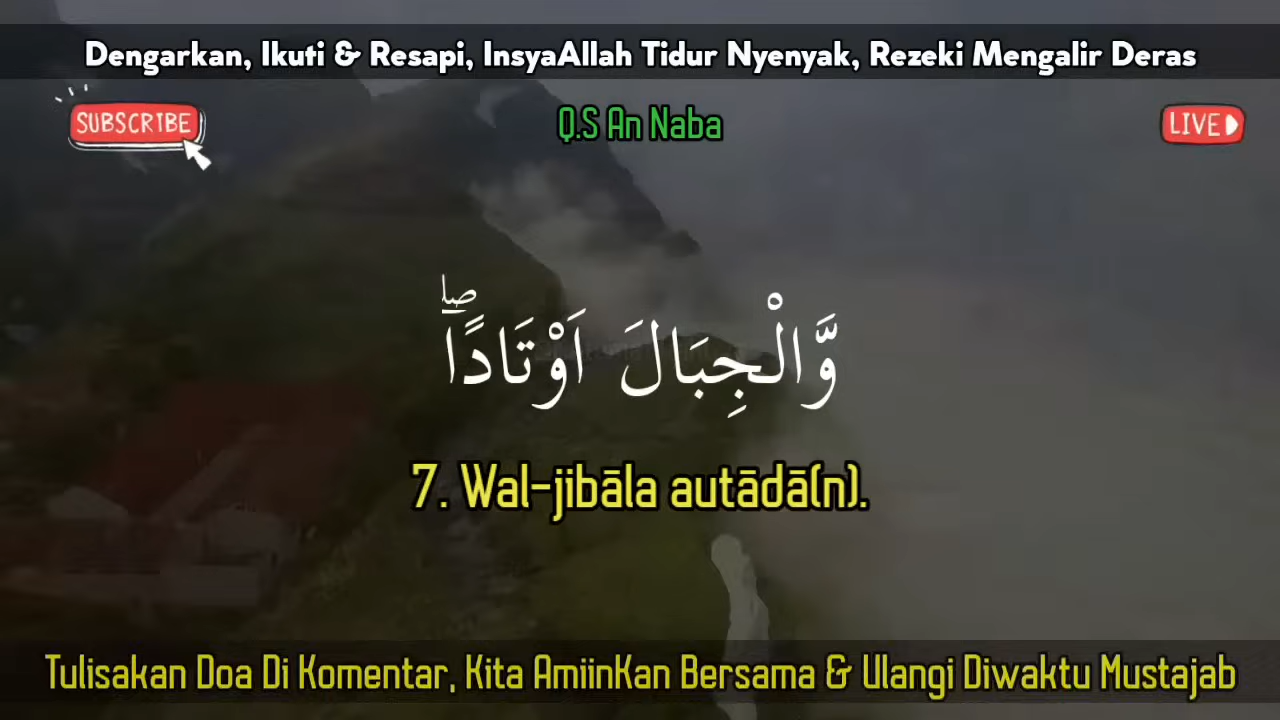 Dengarkan, Ikuti & Resapi, InsyaAllah Tidur Nyenyak, Rezeki Mengalir Deras
SUBSCRIBE
Q.S An Naba
LIVE
وَّالْجِبَالَ اَوْتَادًاۖ
7. Wal-jibāla autādā(n).
Tulisakan Doa Di Komentar, Kita AmiinKan Bersama & Ulangi Diwaktu Mustajab